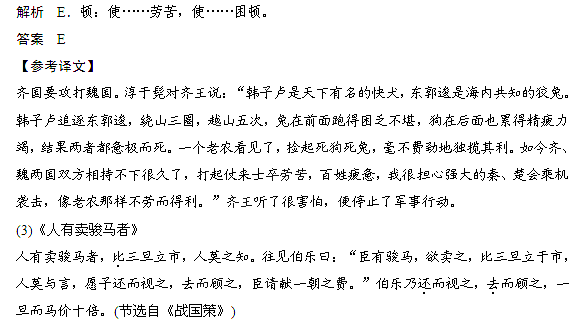 解析　E．顿：使……劳苦，使……困顿。
答案　E
【参考译文】
齐国要攻打魏国。淳于髡对齐王说：“韩子卢是天下有名的快犬，东郭逡是海内共知的狡兔。
韩子卢追逐东郭逡，绕山三圈，越山五次，兔在前面跑得困乏不堪，狗在后面也累得精疲力
竭，结果两者都惫极而死。一个老农看见了，捡起死狗死兔，毫不费劲地独揽其利。如今齐、
魏两国双方相持不下很久了，打起仗来士卒劳苦，百姓疲惫，我很担心强大的秦、楚会乘机
袭击，像老农那样不劳而得利。”齐王听了很害怕，便停止了军事行动。
(3)《人有卖骏马者》
人有卖骏马者，比三旦立市，人莫之知。往见伯乐曰：“臣有骏马，欲卖之，比三旦立于市，
人莫与言，愿子还而视之，去而顾之，臣请献一朝之费。”伯乐乃还而视之，去而顾之，一
旦而马价十倍。(节选自《战国策》)